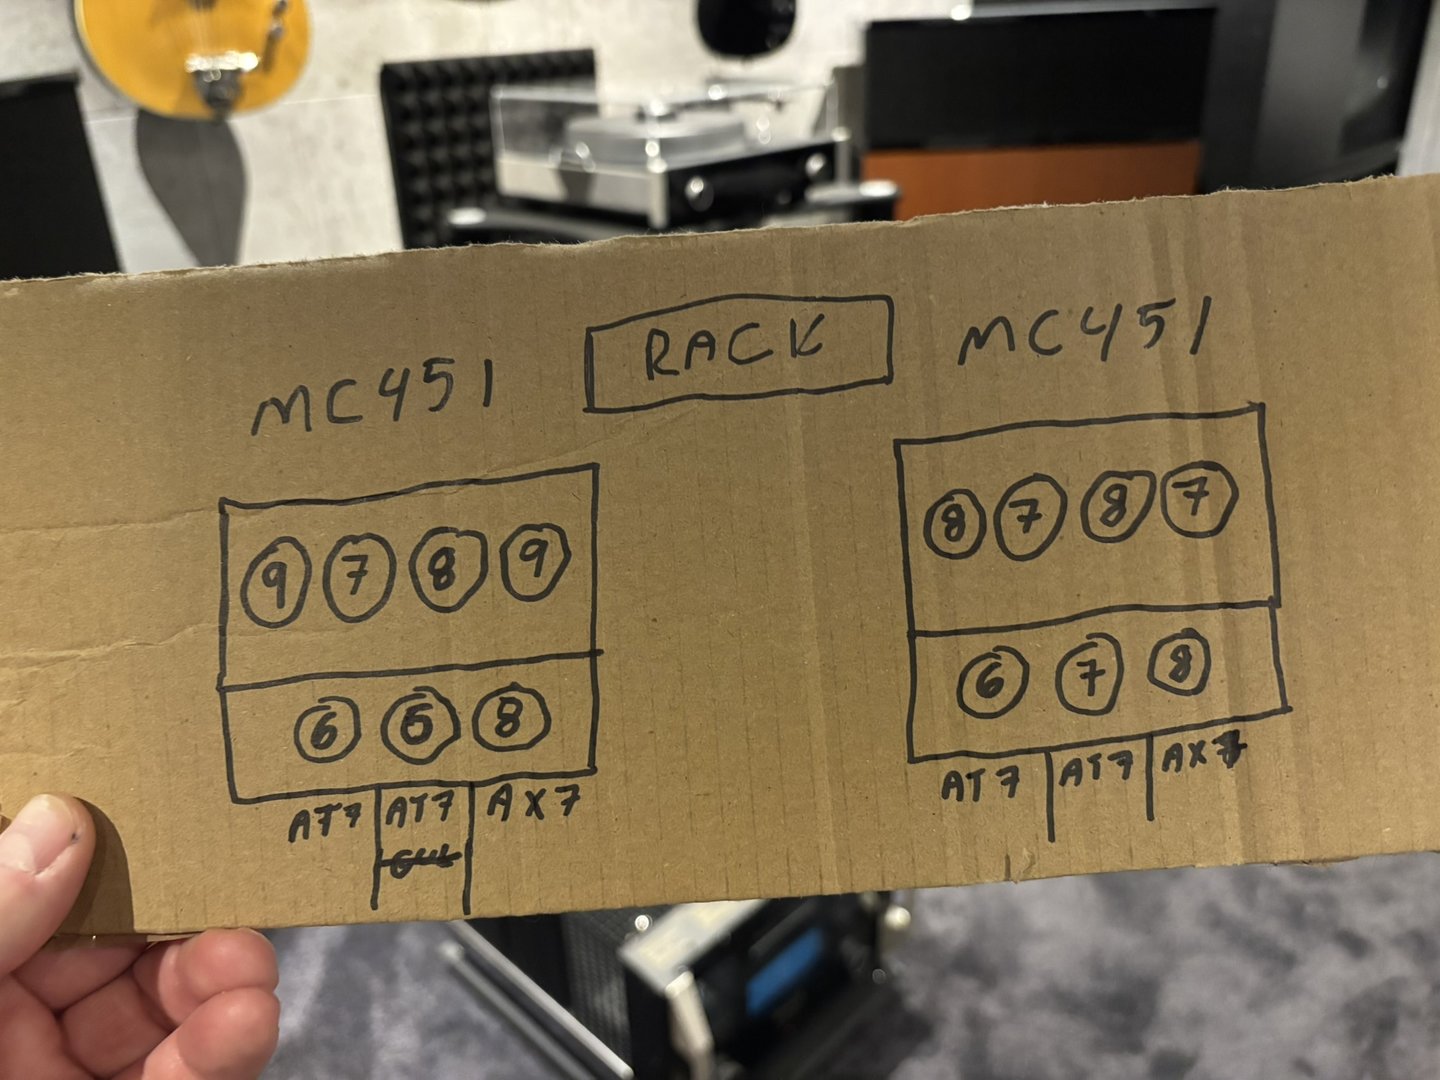 RACK
MC451
9 7 8 9
6 6 8
AT7 AT7 AX7
MC451
8 7 8 7
6 7 8
AT7 AT7 AX7